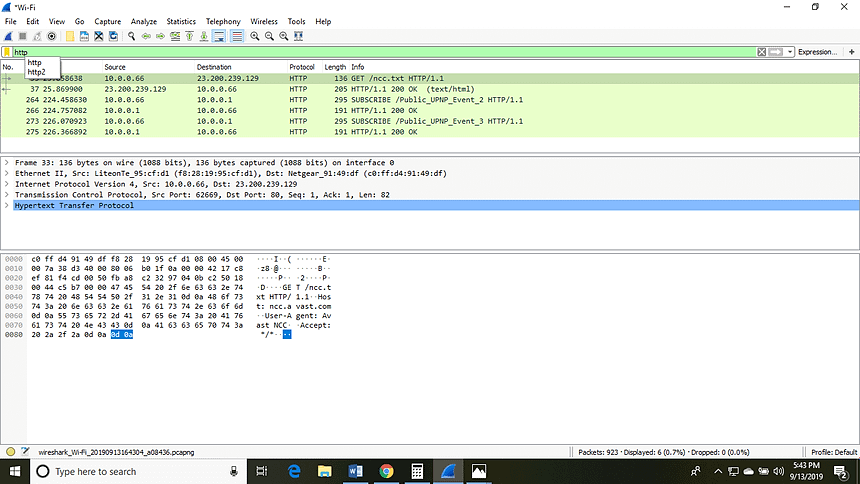 *Wi-Fi
File Edit View Go Capture Analyze Statistics Telephony Wireless Tools Help
http
Expression... +
http
http2
No. Source Destination Protocol Length Info
10.0.0.66 23.200.239.129 HTTP 136 GET /ncc.txt HTTP/1.1
37 25.869900 23.200.239.129 10.0.0.66 HTTP 205 HTTP/1.1 200 OK (text/html)
264 224.458630 10.0.0.66 10.0.0.1 HTTP 295 SUBSCRIBE /Public_UPNP_Event_2 HTTP/1.1
266 224.757082 10.0.0.1 10.0.0.66 HTTP 191 HTTP/1.1 200 OK
273 226.070923 10.0.0.66 10.0.0.1 HTTP 295 SUBSCRIBE /Public_UPNP_Event_3 HTTP/1.1
275 226.366892 10.0.0.1 10.0.0.66 HTTP 191 HTTP/1.1 200 OK
Frame 33: 136 bytes on wire (1088 bits), 136 bytes captured (1088 bits) on interface 0
Ethernet II, Src: LiteonTe_95:cf:d1 (f8:28:19:95:cf:d1), Dst: Netgear_91:49:df (c0:ff:d4:91:49:df)
Internet Protocol Version 4, Src: 10.0.0.66, Dst: 23.200.239.129
Transmission Control Protocol, Src Port: 62669, Dst Port: 80, Seq: 1, Ack: 1, Len: 82
Hypertext Transfer Protocol
0000 c0 ff d4 91 49 df f8 28 19 95 cf d1 08 00 45 00 ····I··( ······E·
0010 00 7a 38 d3 40 00 80 06 b0 1f 0a 00 00 42 17 c8 ·z8·@··· ·····B··
0020 ef 81 f4 cd 00 50 fb a8 c2 32 97 04 0b c2 50 18 ·····P·· ·2····P·
0030 00 44 c5 b7 00 00 47 45 54 20 2f 6e 63 63 2e 74 ·D····GE T /ncc.t
0040 78 74 20 48 54 54 50 2f 31 2e 31 0d 0a 48 6f 73 xt HTTP/ 1.1··Hos
0050 74 3a 20 6e 63 63 2e 61 76 61 73 74 2e 63 6f 6d t: ncc.a vast.com
0060 0d 0a 55 73 65 72 2d 41 67 65 6e 74 3a 20 41 76 ··User-A gent: Av
0070 61 73 74 20 4e 43 43 0d 0a 41 63 63 65 70 74 3a ast NCC· ·Accept:
0080 20 2a 2f 2a 0d 0a 0d 0a */*····
wireshark_Wi-Fi_20190913164304_a08436.pcapng
Packets: 923 · Displayed: 6 (0.7%) · Dropped: 0 (0.0%)
Profile: Default
Type here to search
5:43 PM
9/13/2019
2